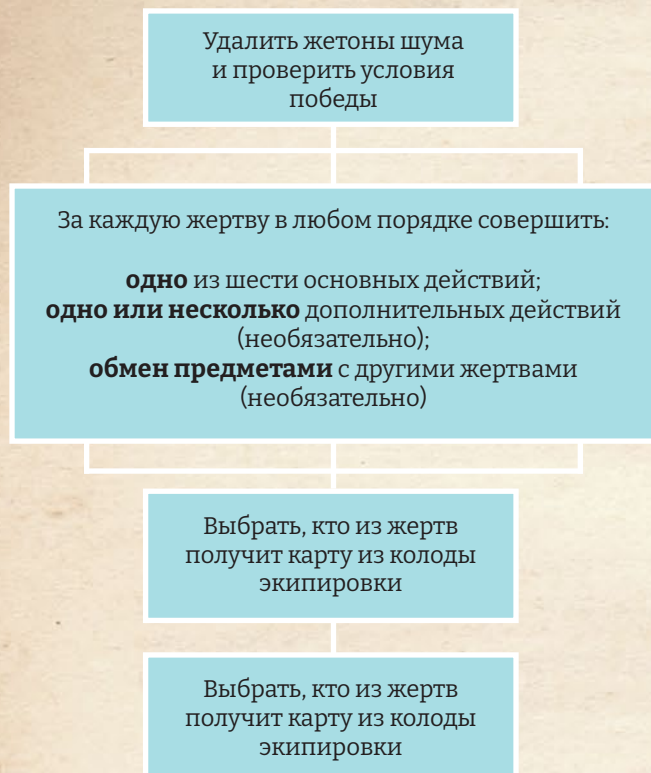 Удалить жетоны шума
и проверить условия
победы
За каждую жертву в любом порядке совершить:
одно из шести основных действий;
одно или несколько дополнительных действий
(необязательно);
обмен предметами с другими жертвами
(необязательно)
Выбрать, кто из жертв
получит карту из колоды
экипировки
Выбрать, кто из жертв
получит карту из колоды
экипировки